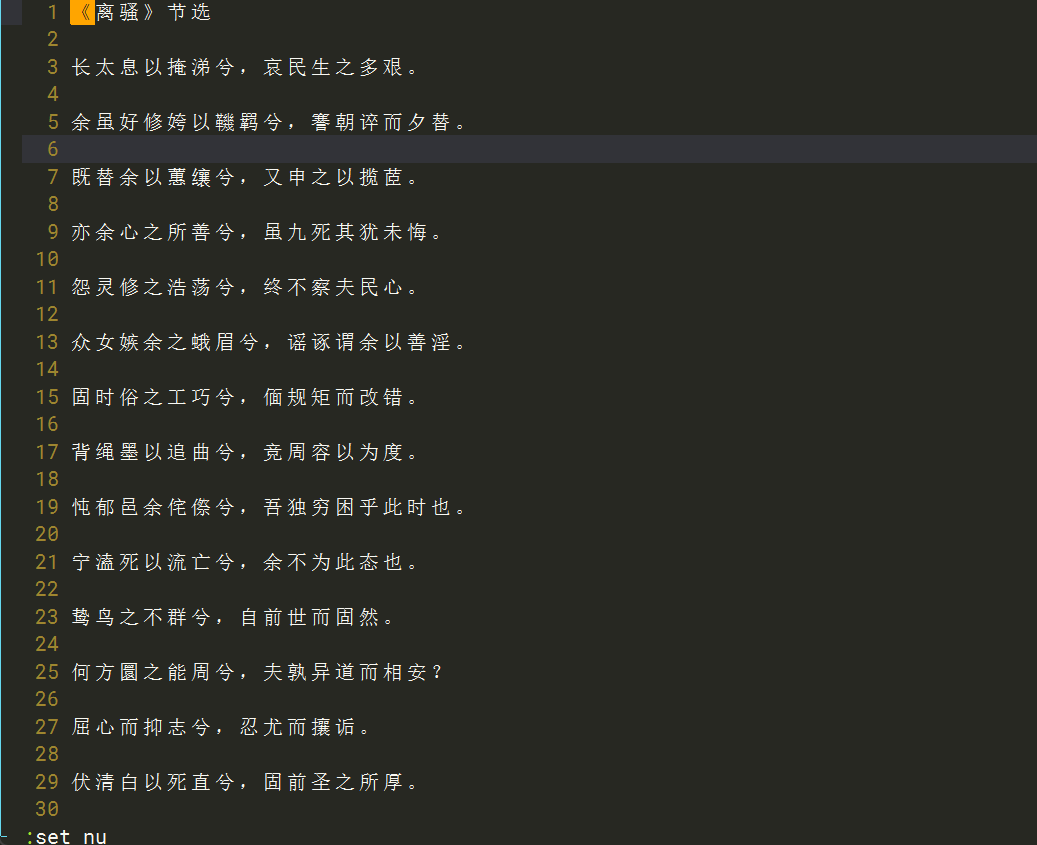 1 《离骚》节选
2
3 长太息以掩涕兮，哀民生之多艰。
4
5 余虽好修姱以鞿羁兮，謇朝谇而夕替。
6
7 既替余以蕙纕兮，又申之以揽茝。
8
9 亦余心之所善兮，虽九死其犹未悔。
10
11 怨灵修之浩荡兮，终不察夫民心。
12
13 众女嫉余之蛾眉兮，谣诼谓余以善淫。
14
15 固时俗之工巧兮，偭规矩而改错。
16
17 背绳墨以追曲兮，竞周容以为度。
18
19 忳郁邑余侘傺兮，吾独穷困乎此时也。
20
21 宁溘死以流亡兮，余不为此态也。
22
23 鸷鸟之不群兮，自前世而固然。
24
25 何方圜之能周兮，夫孰异道而相安？
26
27 屈心而抑志兮，忍尤而攘诟。
28
29 伏清白以死直兮，固前圣之所厚。
30
:set nu